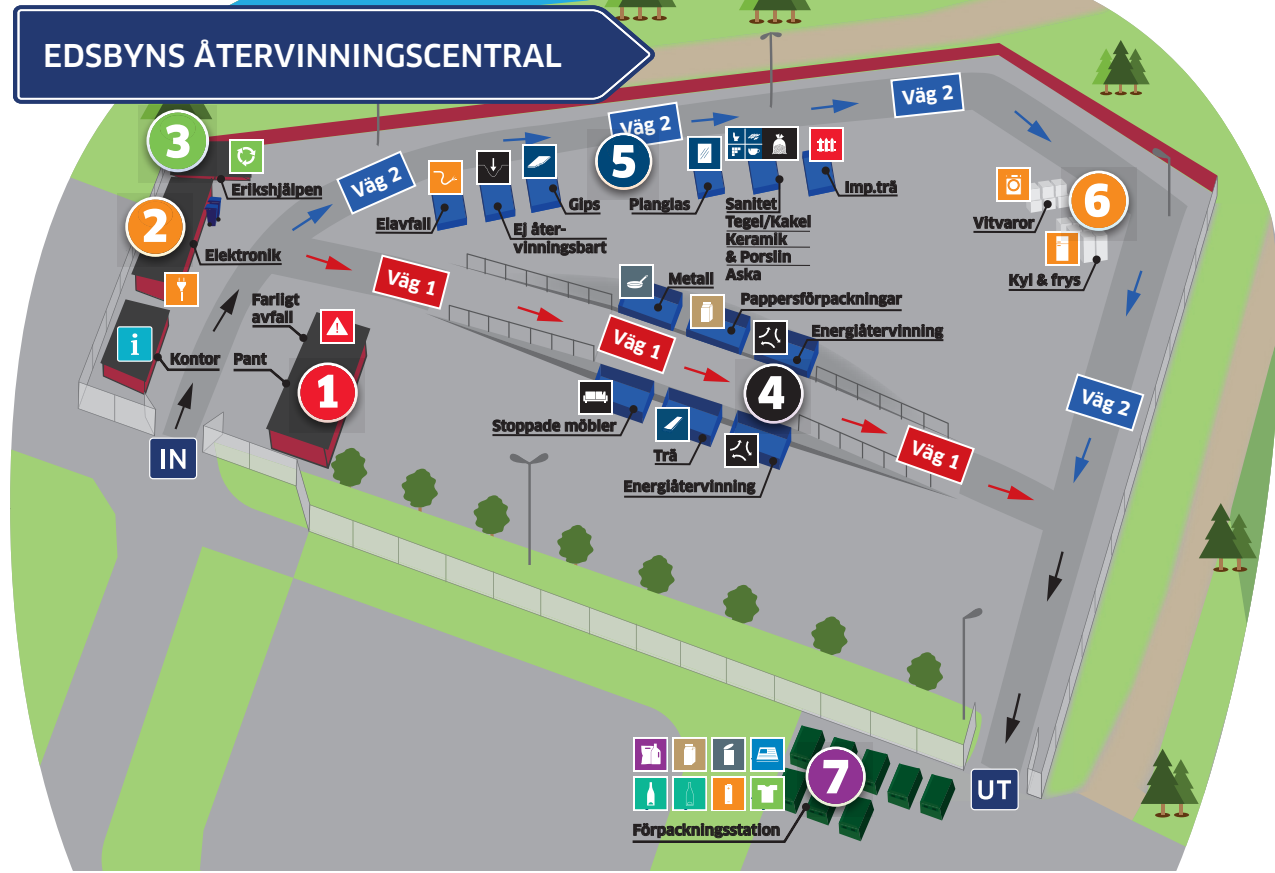 EDSBYNS ÅTERVINNINGSCENTRAL
3
Erikshjälpen
2
Elektronik
Väg 2
Elavfall
Ej åter-
vinningsbart
Gips
Väg 2
5
Planglas
Sanitet
Tegel/Kakel
Keramik
& Porslin
Aska
Imp.trä
Väg 2
Vitvaror
6
Kyl & frys
Väg 2
i
Kontor
Farligt
avfall
Pant
1
IN
Väg 1
Metall
Pappersförpackningar
Energiåtervinning
Väg 1
4
Stoppade möbler
Trä
Energiåtervinning
Väg 1
7
Förpackningsstation
UT